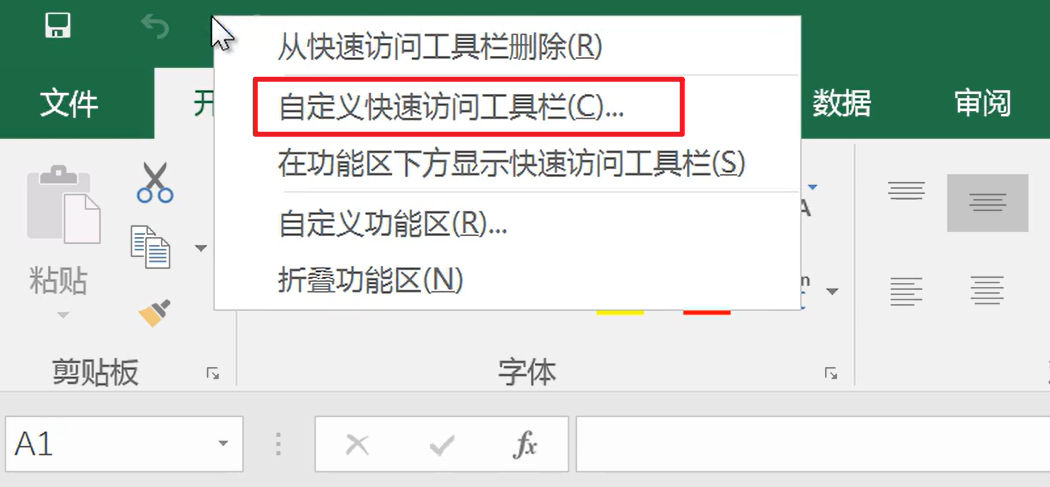 从快速访问工具栏删除(R)
自定义快速访问工具栏(C)...
在功能区下方显示快速访问工具栏(S)
自定义功能区(R)...
折叠功能区(N)
文件
开
数据
审阅
粘贴
A
n
剪贴板
字体
A1
fx